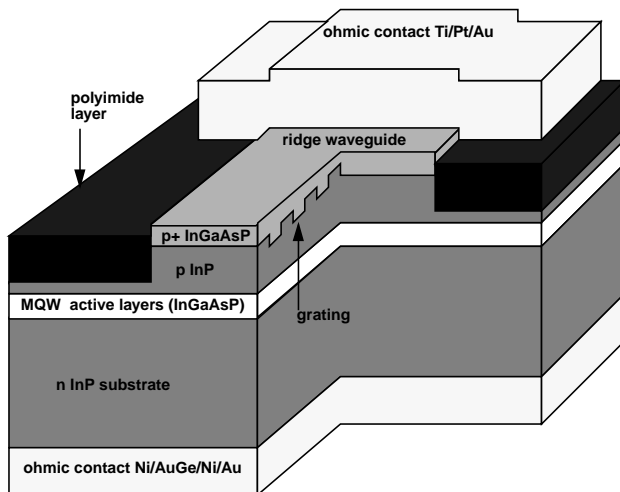 ohmic contact Ti/Pt/Au
polyimide
layer
ridge waveguide
p+ InGaAsP
p InP
grating
MQW active layers (InGaAsP)
n InP substrate
ohmic contact Ni/AuGe/Ni/Au